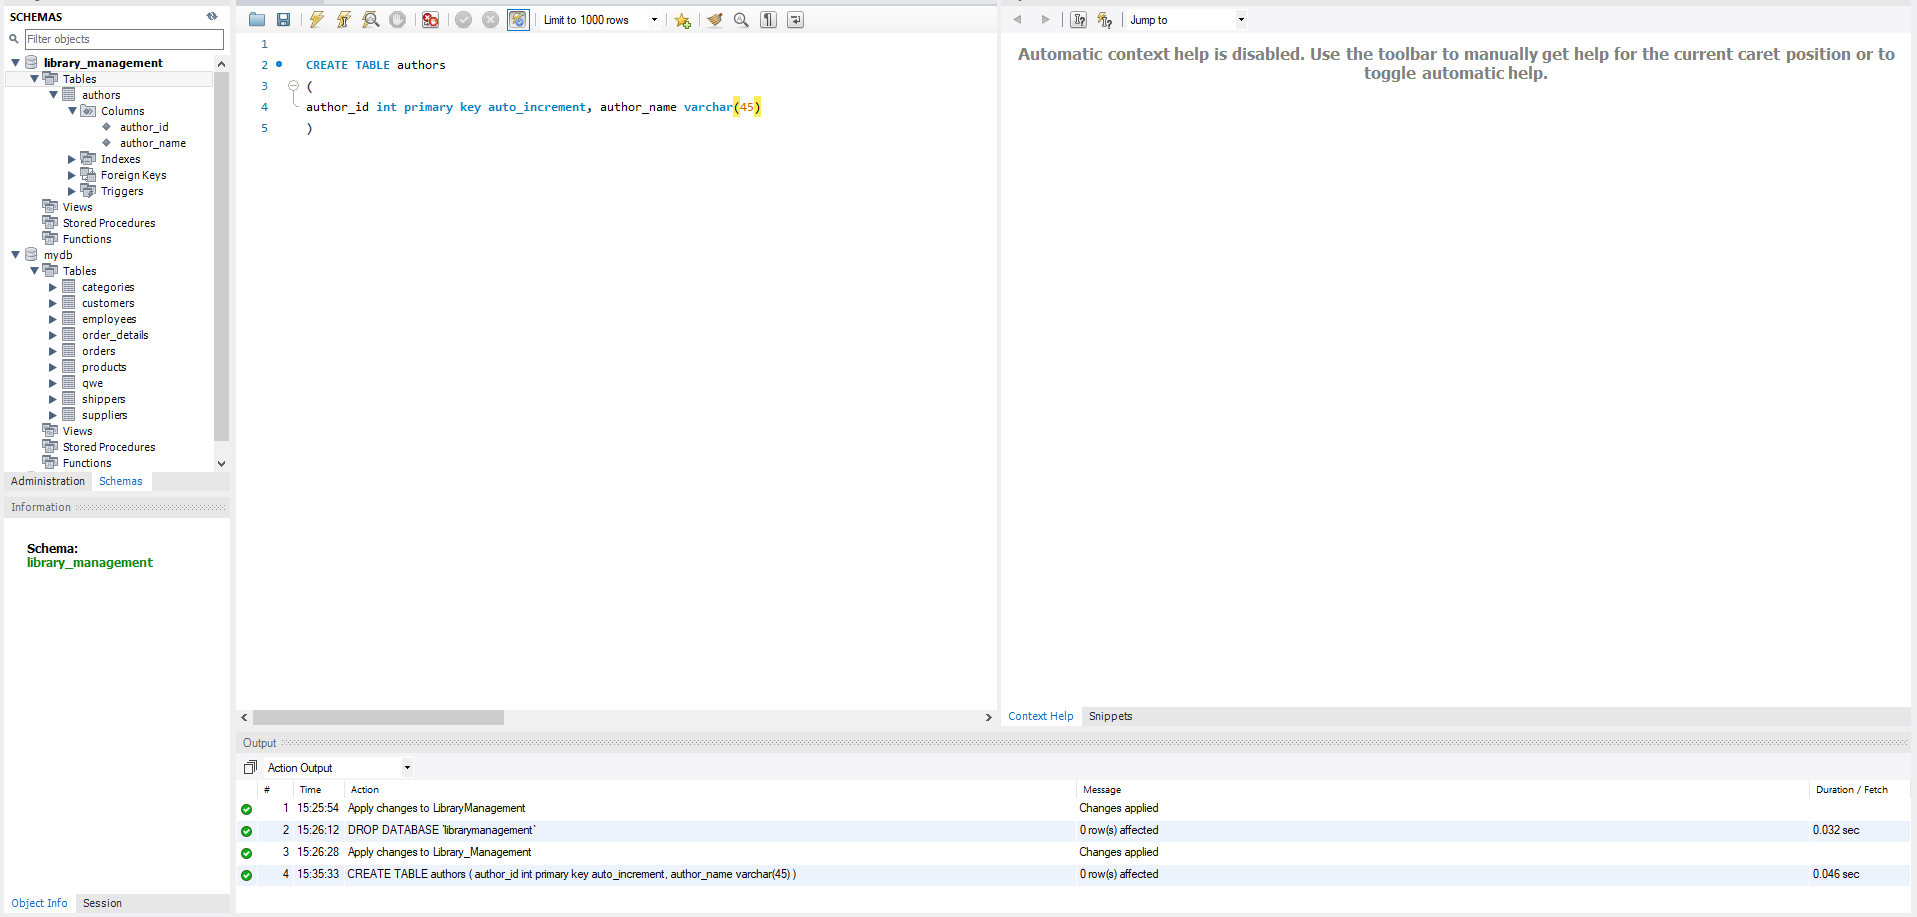 SCHEMAS
Filter objects
library_management
Tables
authors
Columns
author_id
author_name
Indexes
Foreign Keys
Triggers
Views
Stored Procedures
Functions
mydb
Tables
categories
customers
employees
order_details
orders
products
qwe
shippers
suppliers
Views
Stored Procedures
Functions
Administration Schemas
Information
Schema:
library_management
Object Info Session
Limit to 1000 rows
1
2 CREATE TABLE authors
3 (
4 author_id int primary key auto_increment, author_name varchar(45)
5 )
Jump to
Automatic context help is disabled. Use the toolbar to manually get help for the current caret position or to
toggle automatic help.
Context Help Snippets
Output
Action Output
# Time Action Message Duration / Fetch
1 15:25:54 Apply changes to LibraryManagement Changes applied
2 15:26:12 DROP DATABASE `librarymanagement` 0 row(s) affected 0.032 sec
3 15:26:28 Apply changes to Library_Management Changes applied
4 15:35:33 CREATE TABLE authors ( author_id int primary key auto_increment, author_name varchar(45) ) 0 row(s) affected 0.046 sec